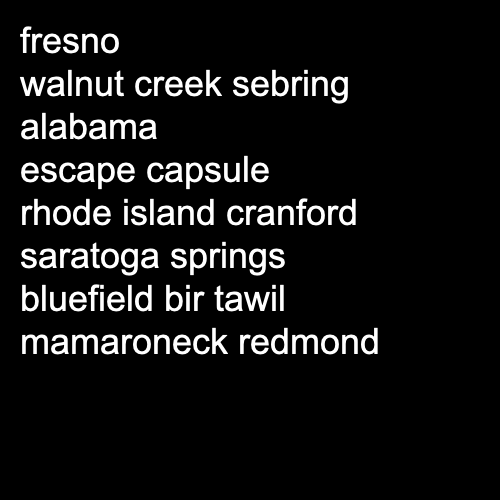 fresno
walnut creek sebring
alabama
escape capsule
rhode island cranford
saratoga springs
bluefield bir tawil
mamaroneck redmond